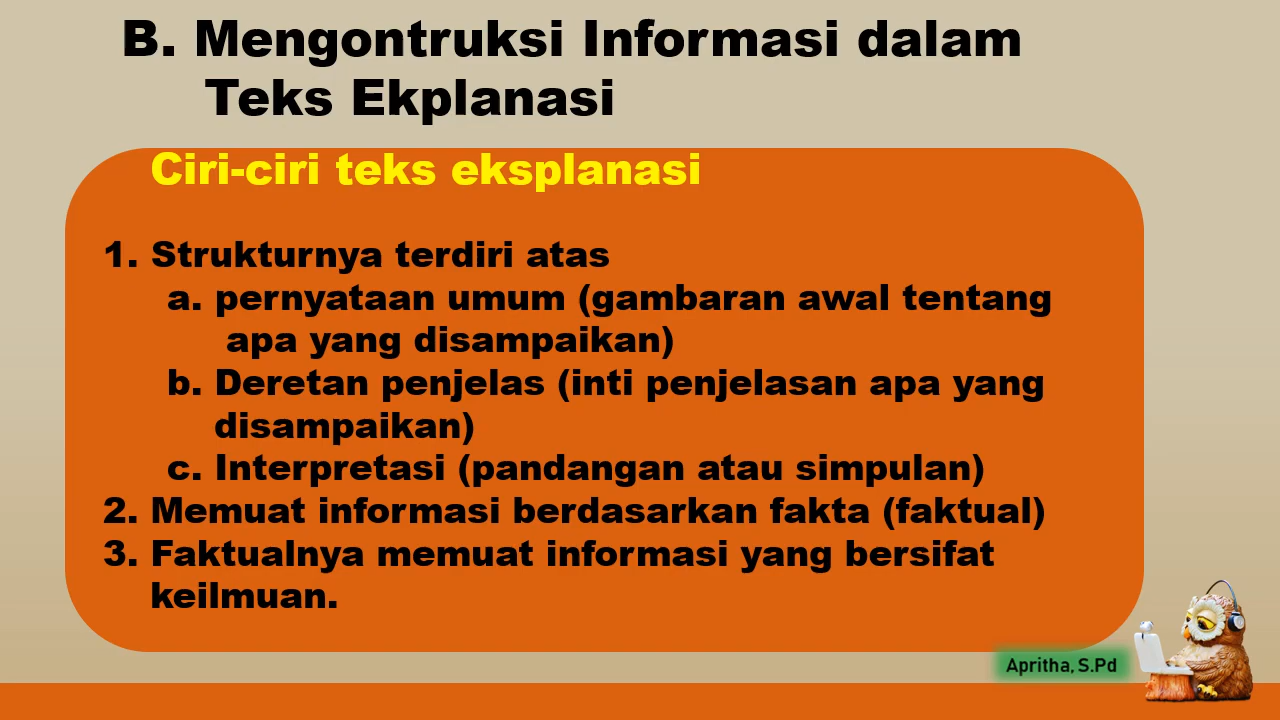 B. Mengontruksi Informasi dalam
Teks Ekplanasi
Ciri-ciri teks eksplanasi
1. Strukturnya terdiri atas
a. pernyataan umum (gambaran awal tentang
apa yang disampaikan)
b. Deretan penjelas (inti penjelasan apa yang
disampaikan)
c. Interpretasi (pandangan atau simpulan)
2. Memuat informasi berdasarkan fakta (faktual)
3. Faktualnya memuat informasi yang bersifat
keilmuan.
Apritha, S.Pd